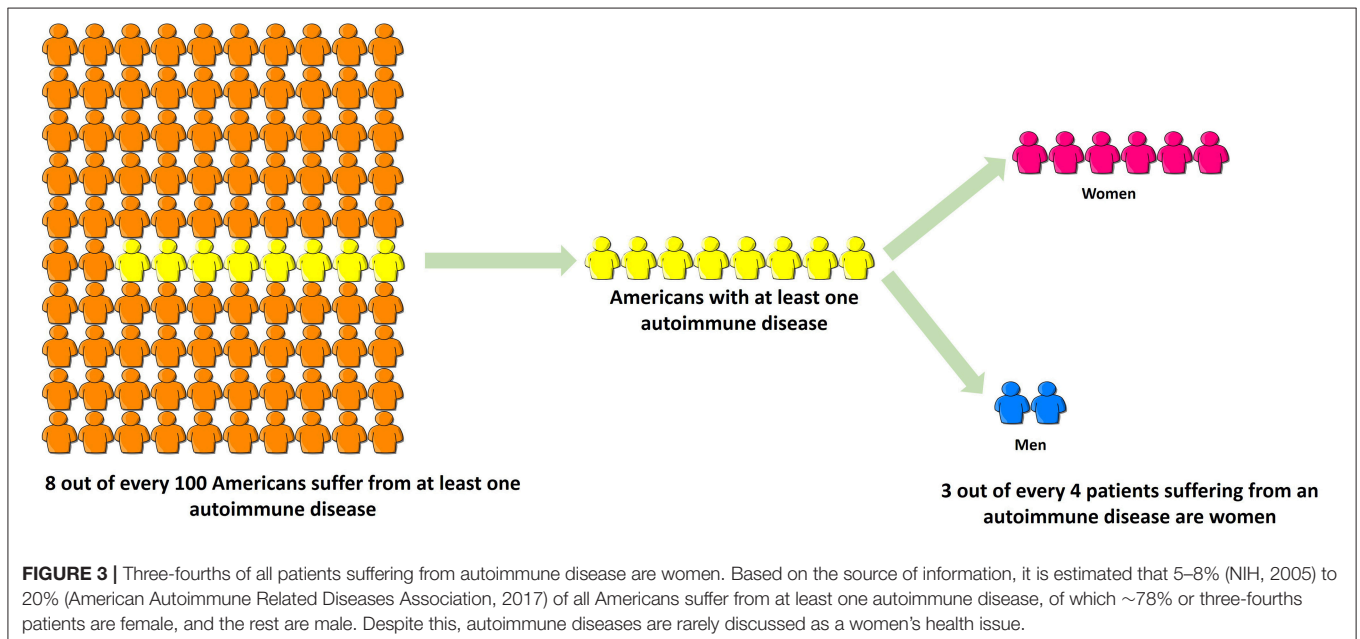 Women
Americans with at least one
autoimmune disease
Men
8 out of every 100 Americans suffer from at least one
autoimmune disease
3 out of every 4 patients suffering from an
autoimmune disease are women
FIGURE 3 | Three-fourths of all patients suffering from autoimmune disease are women. Based on the source of information, it is estimated that 5–8% (NIH, 2005) to
20% (American Autoimmune Related Diseases Association, 2017) of all Americans suffer from at least one autoimmune disease, of which ∼78% or three-fourths
patients are female, and the rest are male. Despite this, autoimmune diseases are rarely discussed as a women's health issue.